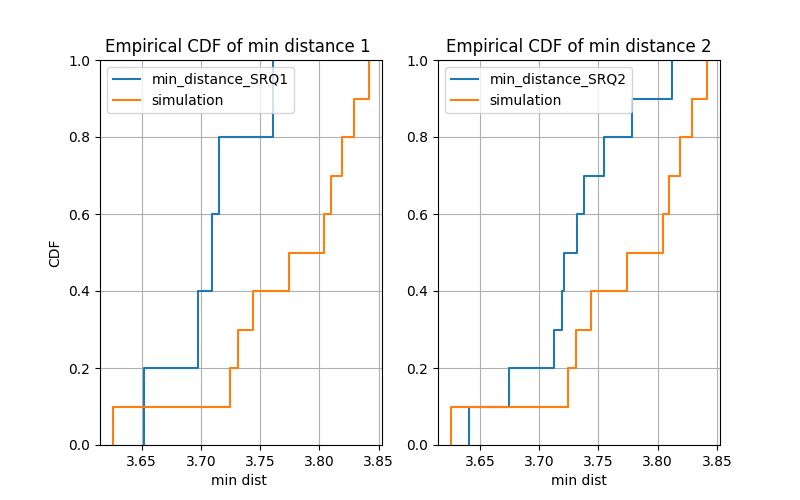 Empirical CDF of min distance 1
min_distance_SRQ1
simulation
1.0
0.8
0.6
0.4
0.2
0.0
CDF
3.65
3.70
3.75
3.80
3.85
min dist
Empirical CDF of min distance 2
min_distance_SRQ2
simulation
1.0
0.8
0.6
0.4
0.2
0.0
3.65
3.70
3.75
3.80
3.85
min dist